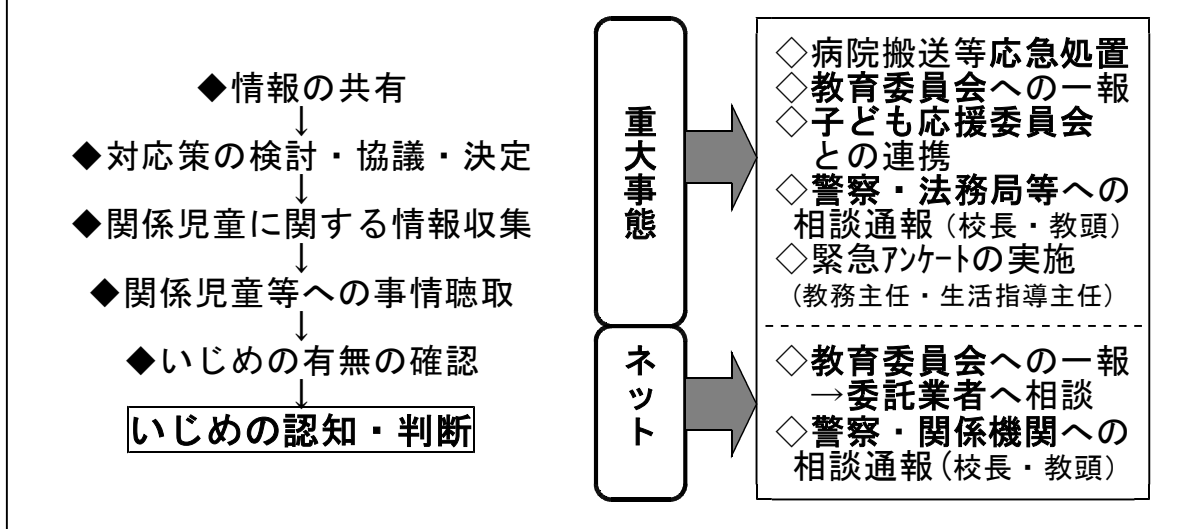 ◆情報の共有
↓
◆対応策の検討・協議・決定
↓
◆関係児童に関する情報収集
↓
◆関係児童等への事情聴取
↓
◆いじめの有無の確認
↓
いじめの認知・判断
重大事態
◇病院搬送等応急処置
◇教育委員会への一報
◇子ども応援委員会
との連携
◇警察・法務局等への
相談通報(校長・教頭)
◇緊急ｱﾝｹｰﾄの実施
(教務主任・生活指導主任)
ネット
◇教育委員会への一報
→委託業者へ相談
◇警察・関係機関への
相談通報(校長・教頭)